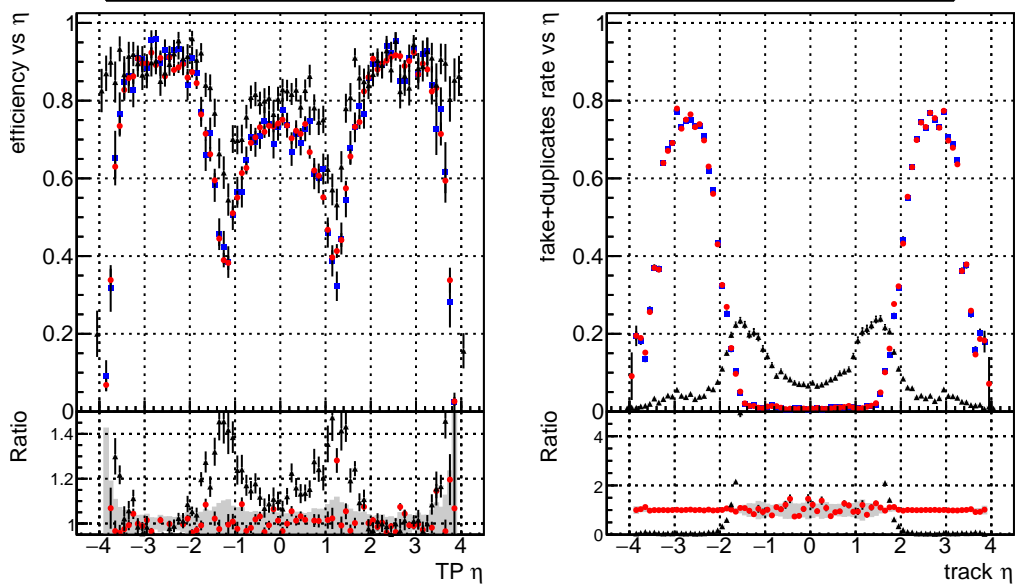 efficiency vs η
1
0.8
0.6
0.4
0.2
0
Ratio
1.4
1.2
1
−4 −3 −2 −1 0 1 2 3 4
TP η
fake+duplicates rate vs η
1
0.8
0.6
0.4
0.2
0
Ratio
4
2
0
−4 −3 −2 −1 0 1 2 3 4
track η